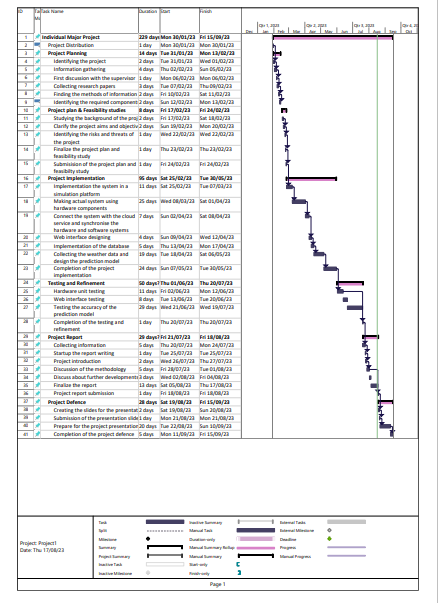 ID Ta Task Name Duration Start Finish Qtr 1, 2023 Qtr 2, 2023 Qtr 3, 2023 Qtr 4, 20
Mo Dec Jan Feb Mar Apr May Jun Jul Aug Sep Oct
1 Individual Major Project 229 days Mon 30/01/23 Fri 15/09/23
2 Project Distribution 1 day Mon 30/01/23 Mon 30/01/23
3 Project Planning 14 days Tue 31/01/23 Mon 13/02/23
4 Identifying the project 2 days Tue 31/01/23 Wed 01/02/23
5 Information gathering 4 days Thu 02/02/23 Sun 05/02/23
6 First discussion with the supervisor 1 day Mon 06/02/23 Mon 06/02/23
7 Collecting research papers 3 days Tue 07/02/23 Thu 09/02/23
8 Finding the methods of information 2 days Fri 10/02/23 Sat 11/02/23
9 Identifying the required component 2 days Sun 12/02/23 Mon 13/02/23
10 Project plan & Feasibility studies 8 days Fri 17/02/23 Fri 24/02/23
11 Studying the background of the proj 2 days Fri 17/02/23 Sat 18/02/23
12 Clarify the project aims and objectiv 2 days Sun 19/02/23 Mon 20/02/23
13 Identifying the risks and threats of 1 day Wed 22/02/23 Wed 22/02/23
the project
14 Finalize the project plan and 1 day Thu 23/02/23 Thu 23/02/23
feasibility study
15 Submisision of the project plan and 1 day Fri 24/02/23 Fri 24/02/23
feasibility study
16 Project Implementation 95 days Sat 25/02/23 Tue 30/05/23
17 Implementation the system in a 11 days Sat 25/02/23 Tue 07/03/23
simulation platform
18 Making actual system using 25 days Wed 08/03/23 Sat 01/04/23
hardware components
19 Connect the system with the cloud 7 days Sun 02/04/23 Sat 08/04/23
service and synchronise the
hardware and software systems
20 Web interface designing 4 days Sun 09/04/23 Wed 12/04/23
21 Implementation of the database 5 days Thu 13/04/23 Mon 17/04/23
22 Collecting the weather data and 19 days Tue 18/04/23 Sat 06/05/23
design the prediction model
23 Completion of the project 24 days Sun 07/05/23 Tue 30/05/23
implementation
24 Testing and Refinement 50 days? Thu 01/06/23 Thu 20/07/23
25 Hardware unit testing 11 days Fri 02/06/23 Mon 12/06/23
26 Web interface testing 8 days Tue 13/06/23 Tue 20/06/23
27 Testing the accuracy of the 29 days Wed 21/06/23 Wed 19/07/23
prediction model
28 Completion of the testing and 1 day Thu 20/07/23 Thu 20/07/23
refinement
29 Project Report 29 days? Fri 21/07/23 Fri 18/08/23
30 Collecting information 5 days Thu 20/07/23 Mon 24/07/23
31 Startup the report writing 1 day Tue 25/07/23 Tue 25/07/23
32 Project introduction 2 days Wed 26/07/23 Thu 27/07/23
33 Discussion of the methodology 5 days Fri 28/07/23 Tue 01/08/23
34 Discuss about further developments 3 days Wed 02/08/23 Fri 04/08/23
35 Finalize the report 13 days Sat 05/08/23 Thu 17/08/23
36 Project report submission 1 day Fri 18/08/23 Fri 18/08/23
37 Project Defence 28 days Sat 19/08/23 Fri 15/09/23
38 Creating the slides for the presentat 2 days Sat 19/08/23 Sun 20/08/23
39 Submission of the presentation slide 1 day Mon 21/08/23 Mon 21/08/23
40 Prepare for the project presentation 20 days Tue 22/08/23 Sun 10/09/23
41 Completion of the project defence 5 days Mon 11/09/23 Fri 15/09/23
Project: Project1
Date: Thu 17/08/23
Task Inactive Summary External Tasks
Split Manual Task External Milestone
Milestone Duration-only Deadline
Summary Manual Summary Rollup Progress
Project Summary Manual Summary Manual Progress
Inactive Task Start-only
Inactive Milestone Finish-only
Page 1